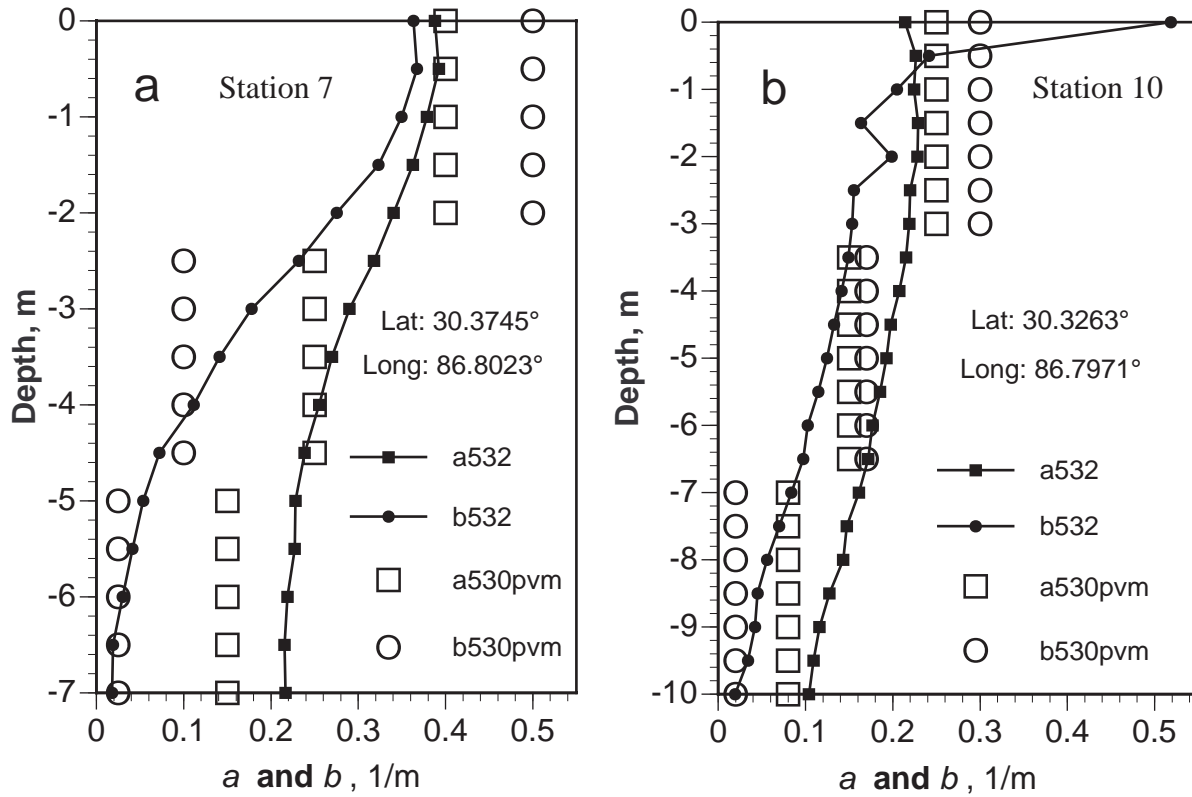 a
Station 7
0
-1
-2
-3
-4
-5
-6
-7
Depth, m
Lat: 30.3745°
Long: 86.8023°
a532
b532
a530pvm
b530pvm
0
0.1
0.2
0.3
0.4
0.5
a and b , 1/m
b
Station 10
0
-1
-2
-3
-4
-5
-6
-7
-8
-9
-10
Depth, m
Lat: 30.3263°
Long: 86.7971°
a532
b532
a530pvm
b530pvm
0
0.1
0.2
0.3
0.4
0.5
a and b , 1/m